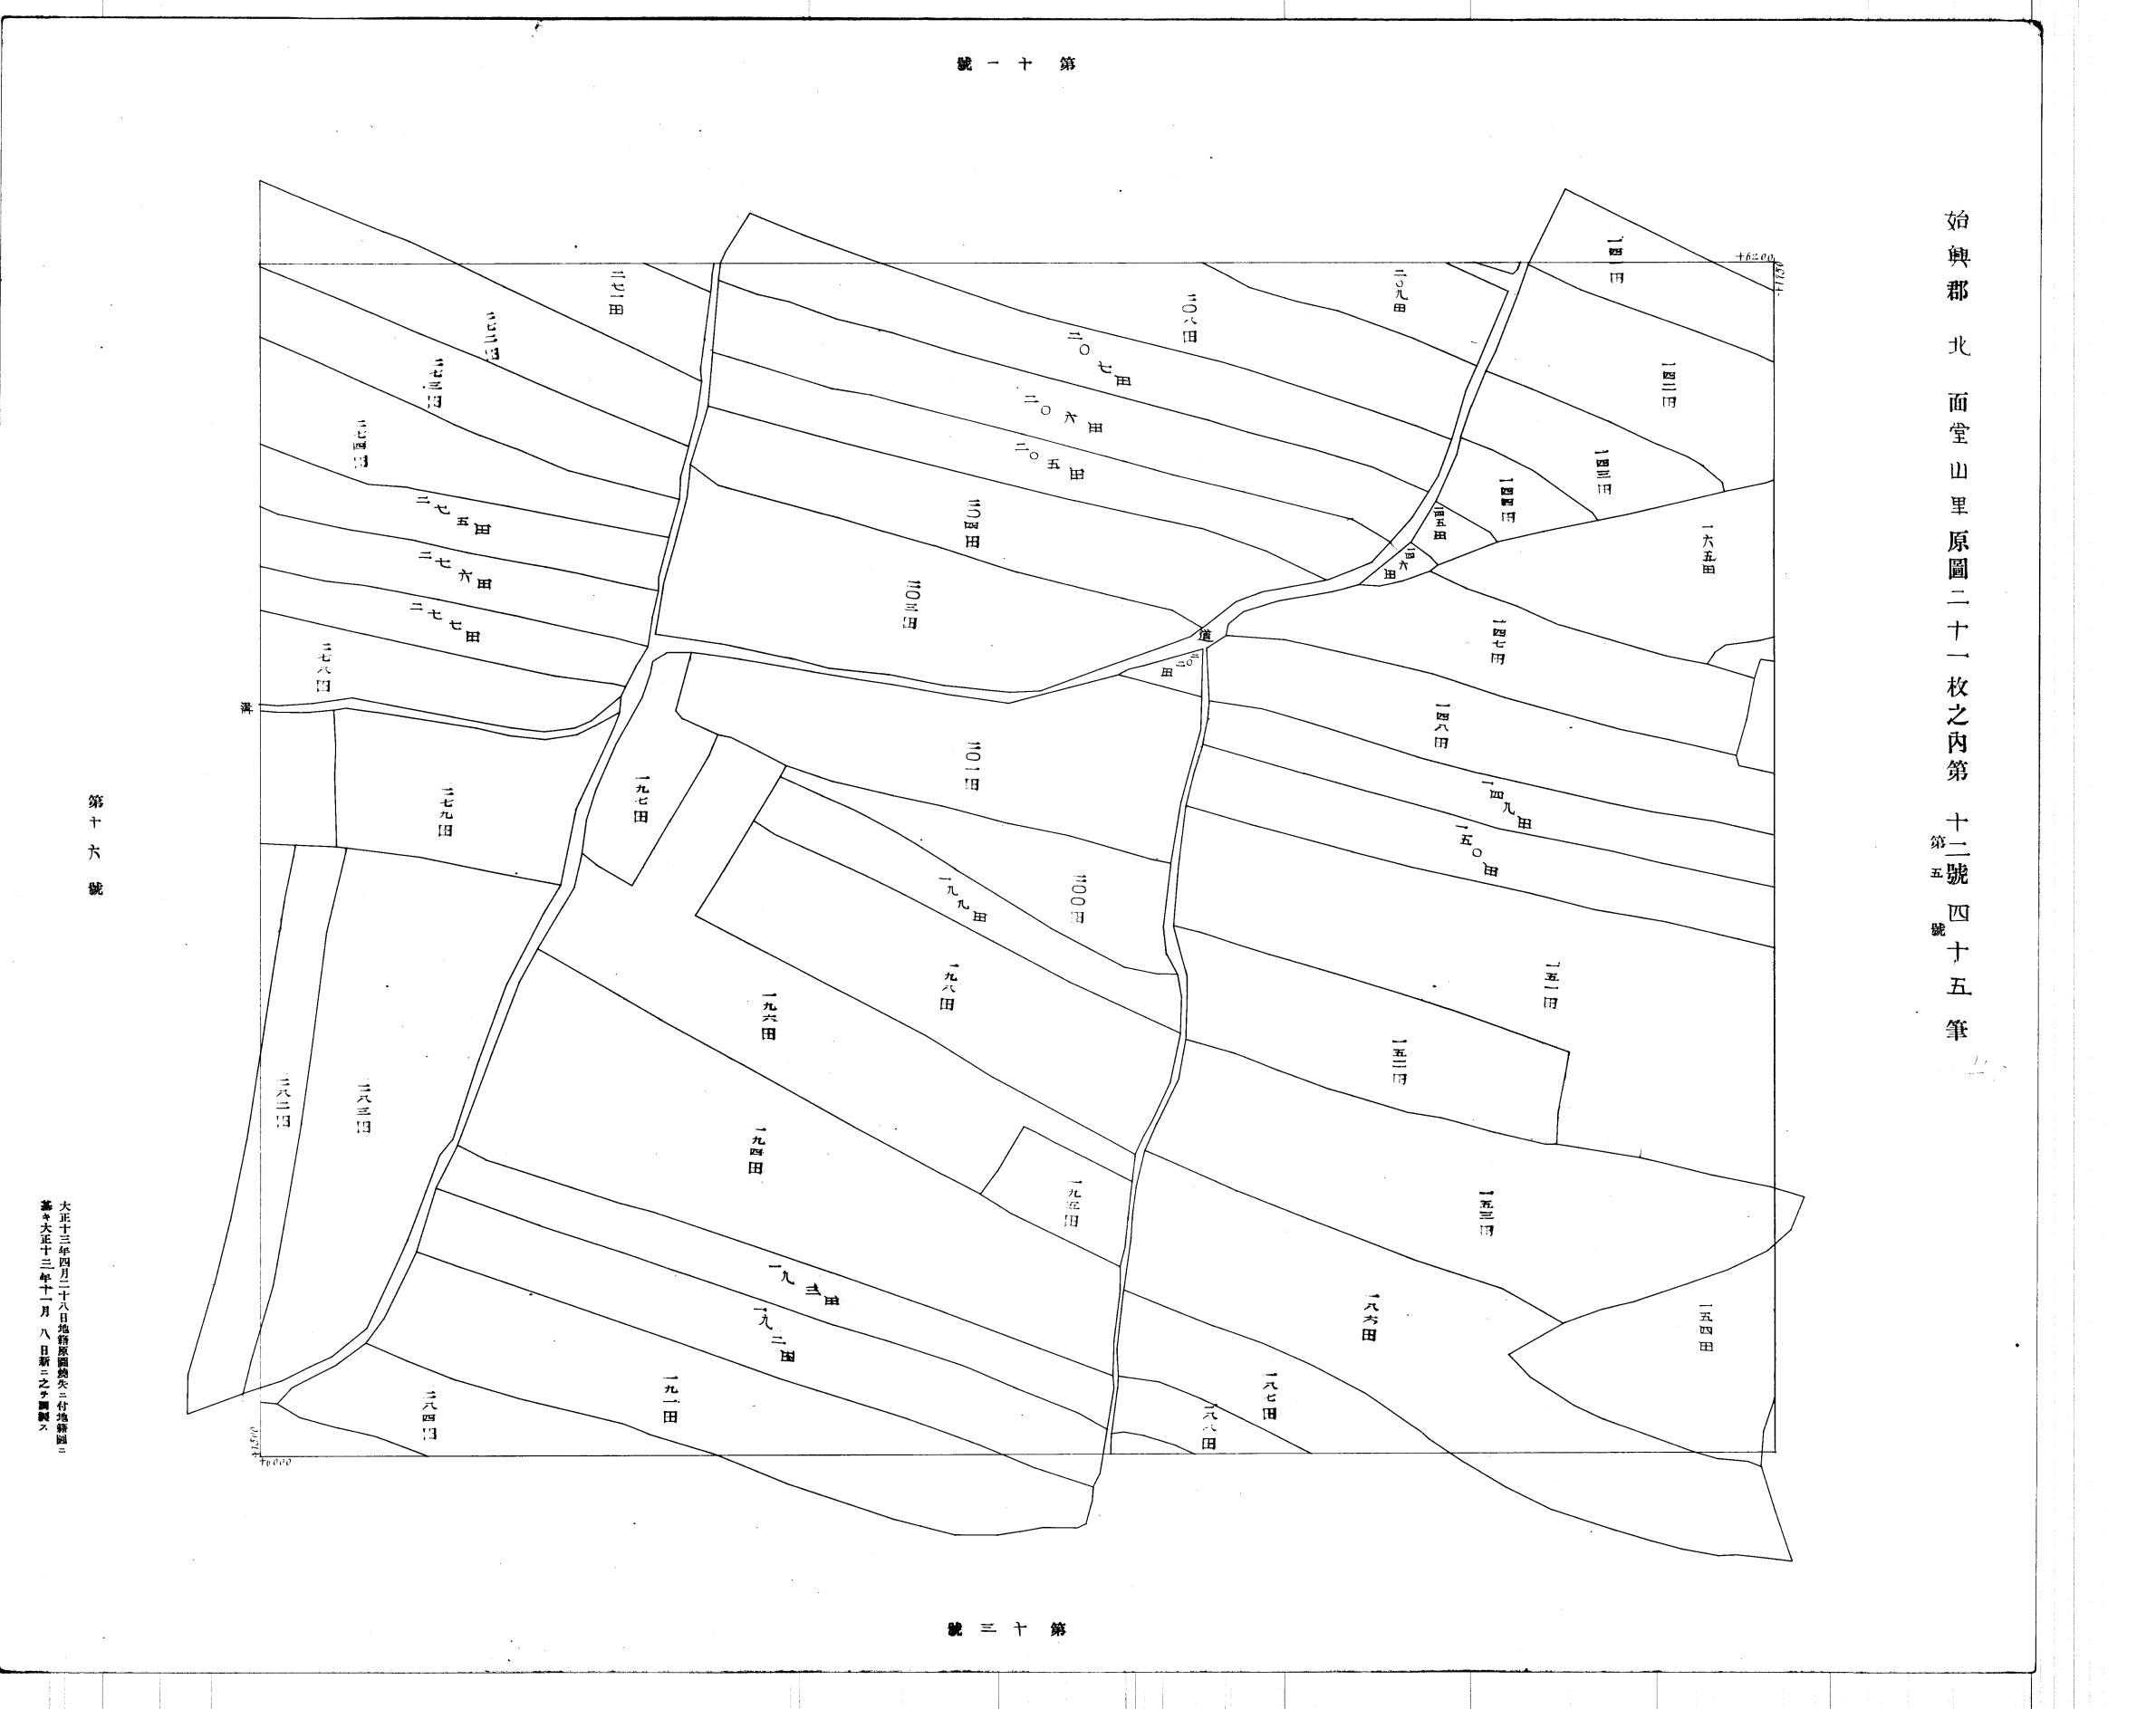 始興郡 北 面堂山里原圖二十一枚之內第 十二號 四十五 筆
第五 號
號一十第
+6200
一四一田
一四二田
一四三田
一四四田
一四五田
一四六田
一六五田
一四七田
一四八田
一四九田
一五〇田
一五一田
一五二田
一五三田
一五四田
一八六田
一八七田
一八八田
二〇九田
二〇八田
二〇七田
二〇六田
二〇五田
二〇四田
二〇三田
道
二〇二田
二〇一田
二〇〇田
一九九田
一九八田
一九七田
一九六田
一九五田
一九四田
一九三田
一九二田
一九一田
二七一田
二七二田
二七三田
二七四田
二七五田
二七六田
二七七田
二七八田
溝
二七九田
二八二田
二八三田
二八四田
+6000
第十六號
號三十第
大正十三年四月二十八日地籍原圖燒失ニ付地籍圖ニ
基キ大正十三年十一月 八日新ニ之ヲ調製ス